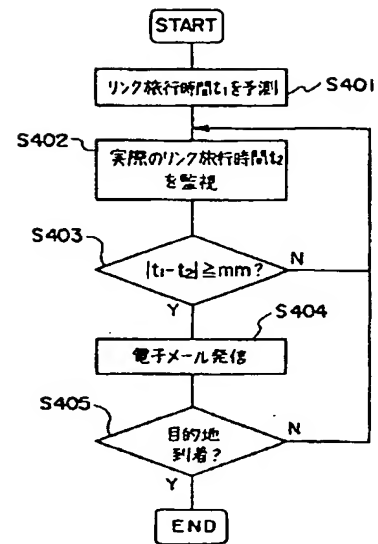 START
リンク旅行時間t₁を予測
S401
S402
実際のリンク旅行時間t₂
を監視
S403
|t₁-t₂|≧mm?
N
Y
S404
電子メール発信
S405
目的地
到着?
N
Y
END